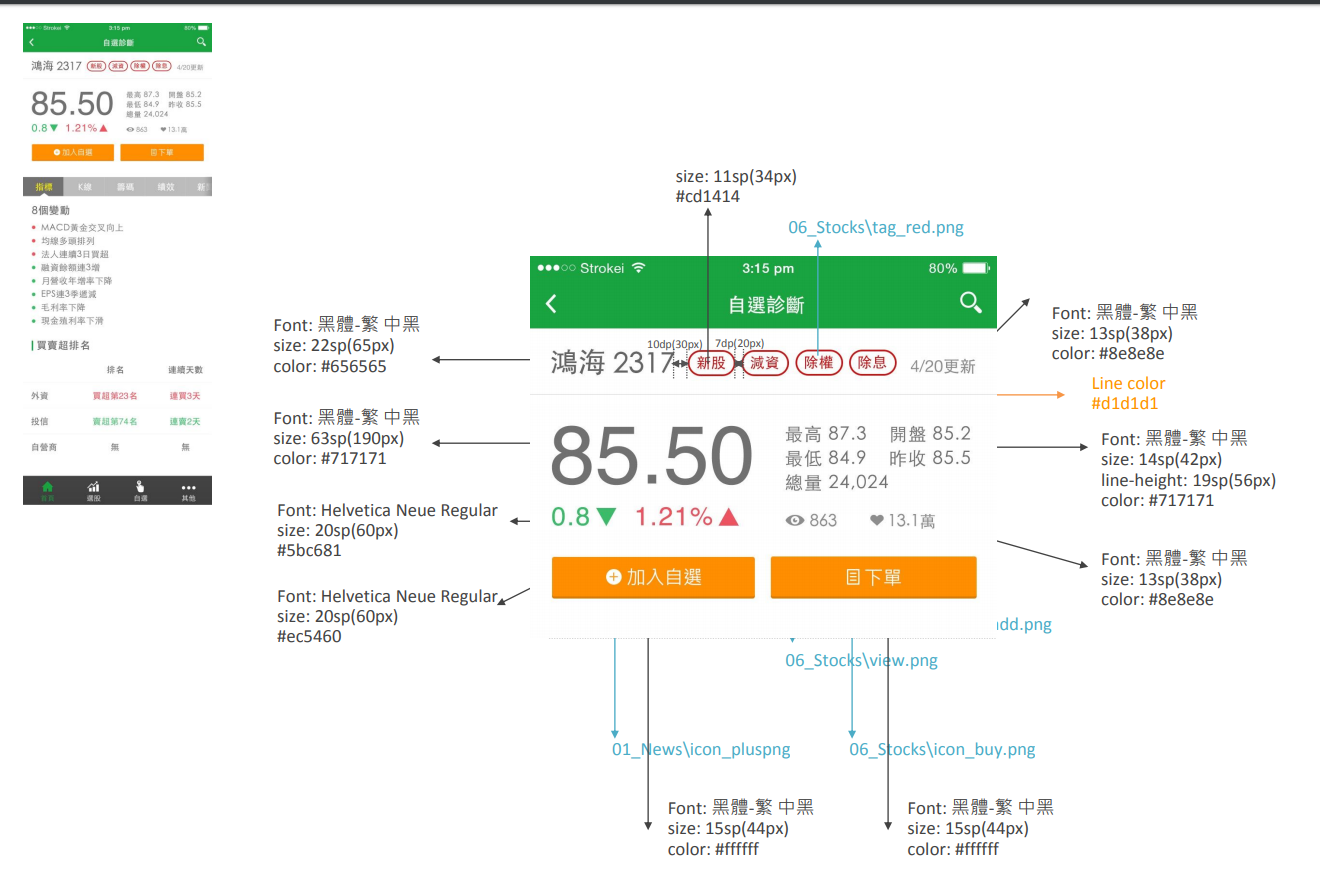 Strokei 3:15 pm 80%
自選診斷
鴻海 2317 新股 減資 除權 除息 4/20更新
85.50
最高 87.3 開盤 85.2
最低 84.9 昨收 85.5
總量 24,024
0.8▼ 1.21%▲ 863 13.1萬
加入自選 下單
指標 K線 籌碼 績效 新
8個變動
MACD黃金交叉向上
均線多頭排列
法人連續3日買超
融資餘額連3增
月營收年增率下降
EPS連3季遞減
毛利率下降
現金殖利率下滑
買賣超排名
排名 連續天數
外資 買超第23名 連買3天
投信 賣超第74名 連賣2天
自營商 無 無
首頁 選股 自選 其他
size: 11sp(34px)
#cd1414
06_Stocks\tag_red.png
Strokei 3:15 pm 80%
自選診斷
10dp(30px) 7dp(20px)
鴻海 2317 新股 減資 除權 除息 4/20更新
85.50
最高 87.3 開盤 85.2
最低 84.9 昨收 85.5
總量 24,024
0.8▼ 1.21%▲ 863 13.1萬
加入自選 下單
Font: 黑體-繁 中黑
size: 22sp(65px)
color: #656565
Font: 黑體-繁 中黑
size: 63sp(190px)
color: #717171
Font: Helvetica Neue Regular
size: 20sp(60px)
#5bc681
Font: Helvetica Neue Regular
size: 20sp(60px)
#ec5460
Font: 黑體-繁 中黑
size: 13sp(38px)
color: #8e8e8e
Line color
#d1d1d1
Font: 黑體-繁 中黑
size: 14sp(42px)
line-height: 19sp(56px)
color: #717171
Font: 黑體-繁 中黑
size: 13sp(38px)
color: #8e8e8e
dd.png
06_Stocks\view.png
01_News\icon_pluspng
06_Stocks\icon_buy.png
Font: 黑體-繁 中黑
size: 15sp(44px)
color: #ffffff
Font: 黑體-繁 中黑
size: 15sp(44px)
color: #ffffff